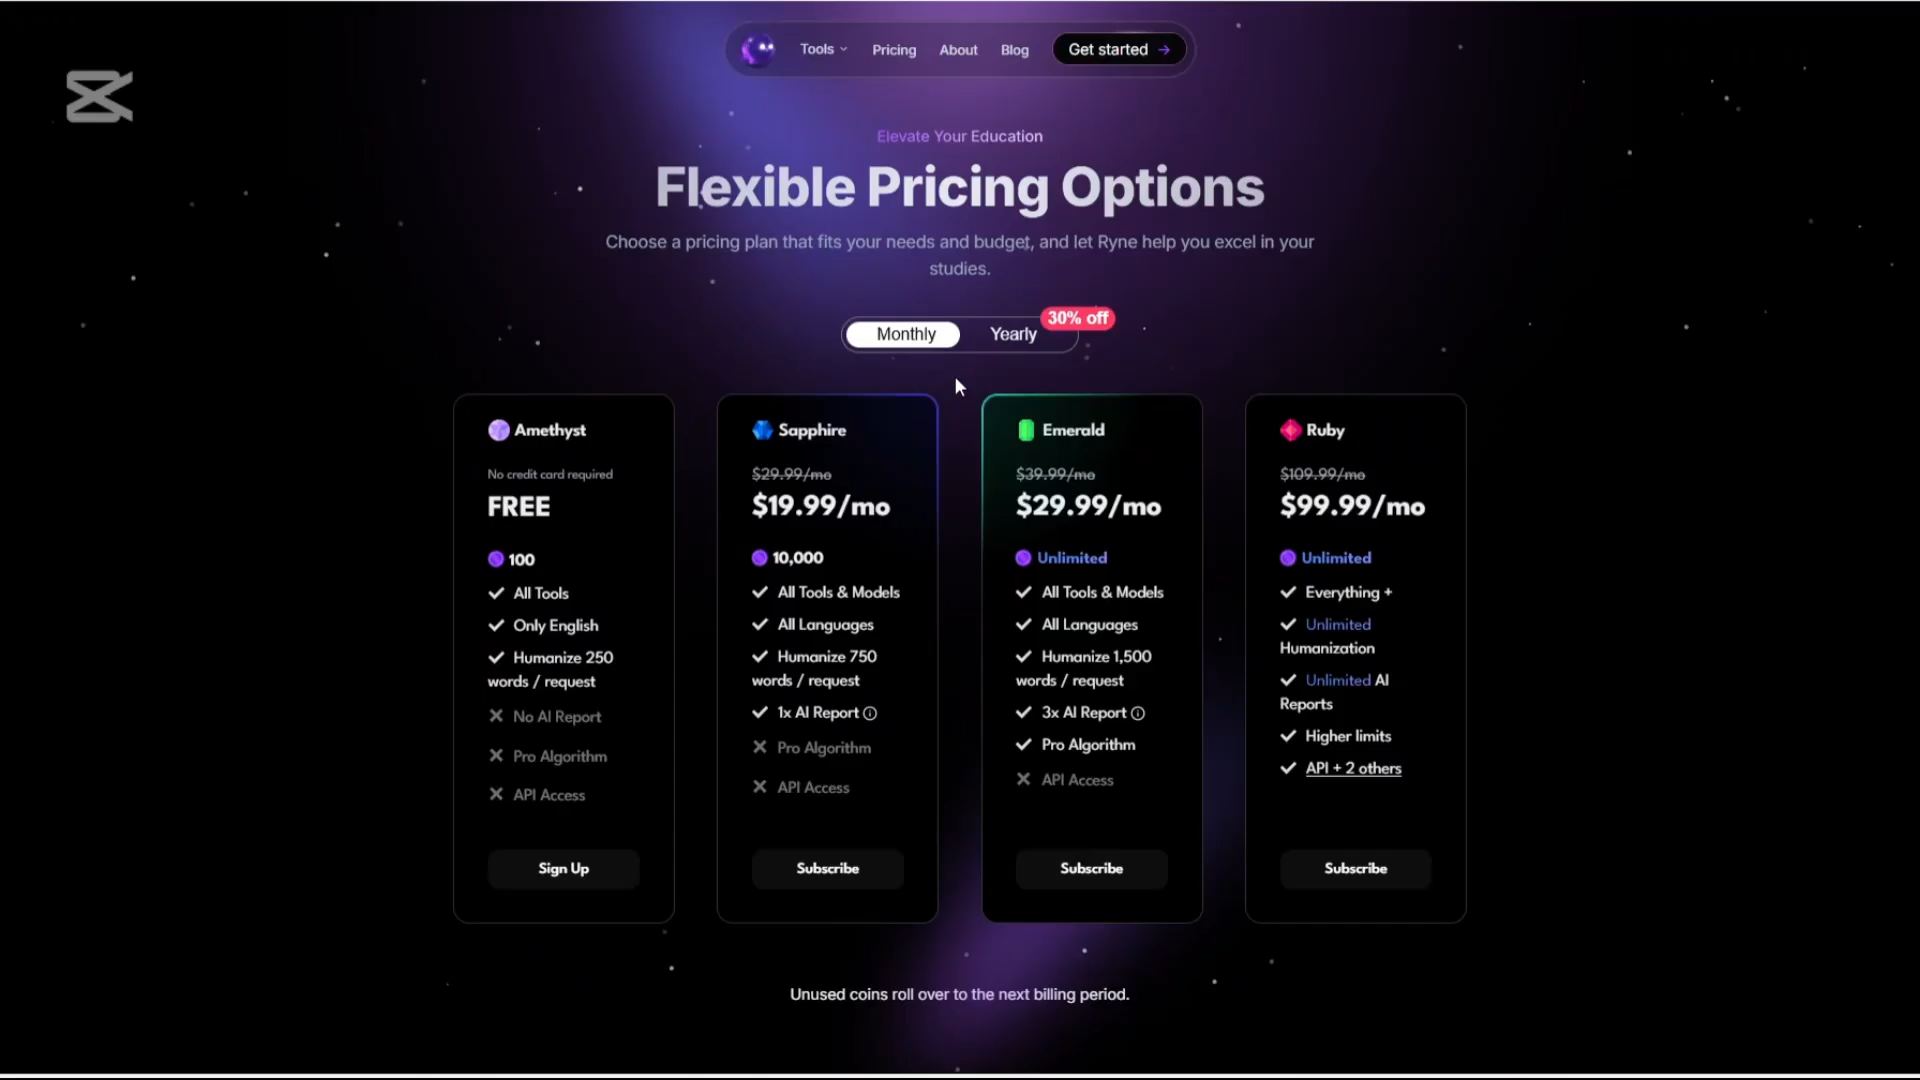 Tools
Pricing
About
Blog
Get started →
Elevate Your Education
Flexible Pricing Options
Choose a pricing plan that fits your needs and budget, and let Ryne help you excel in your
studies.
Monthly
Yearly
30% off
Amethyst
No credit card required
FREE
100
All Tools
Only English
Humanize 250
words / request
No AI Report
Pro Algorithm
API Access
Sign Up
Sapphire
$29.99/mo
$19.99/mo
10,000
All Tools & Models
All Languages
Humanize 750
words / request
1x AI Report
Pro Algorithm
API Access
Subscribe
Emerald
$39.99/mo
$29.99/mo
Unlimited
All Tools & Models
All Languages
Humanize 1,500
words / request
3x AI Report
Pro Algorithm
API Access
Subscribe
Ruby
$109.99/mo
$99.99/mo
Unlimited
Everything +
Unlimited
Humanization
Unlimited AI
Reports
Higher limits
API + 2 others
Subscribe
Unused coins roll over to the next billing period.